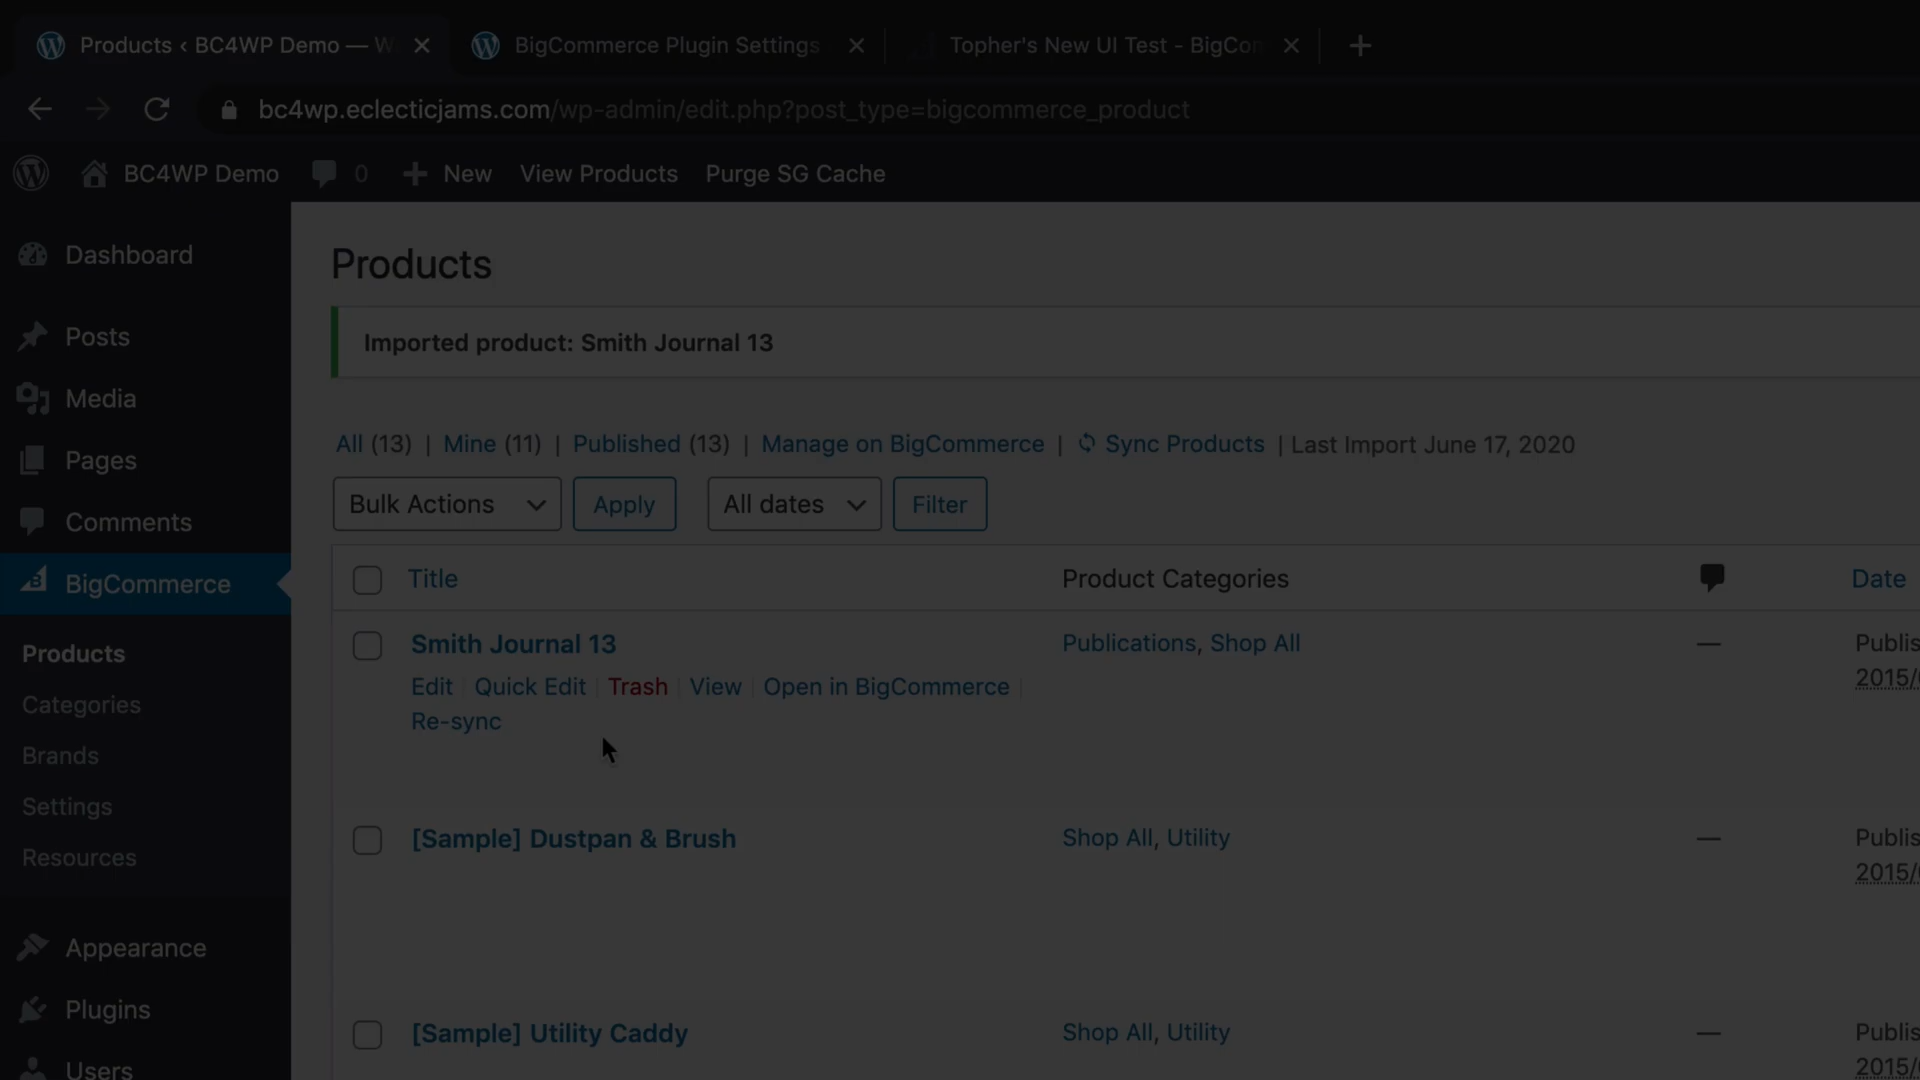 Products ‹ BC4WP Demo — W
BigCommerce Plugin Settings
Topher's New UI Test - BigCom
bc4wp.eclecticjams.com/wp-admin/edit.php?post_type=bigcommerce_product
BC4WP Demo
0
New
View Products
Purge SG Cache
Dashboard
Posts
Media
Pages
Comments
BigCommerce
Products
Categories
Brands
Settings
Resources
Appearance
Plugins
Users
Products
Imported product: Smith Journal 13
All (13) | Mine (11) | Published (13) | Manage on BigCommerce | Sync Products | Last Import June 17, 2020
Bulk Actions
Apply
All dates
Filter
Title
Product Categories
Date
Smith Journal 13
Publications, Shop All
—
Publis
2015/
Edit | Quick Edit | Trash | View | Open in BigCommerce |
Re-sync
[Sample] Dustpan & Brush
Shop All, Utility
—
Publis
2015/
[Sample] Utility Caddy
Shop All, Utility
—
Publis
2015/